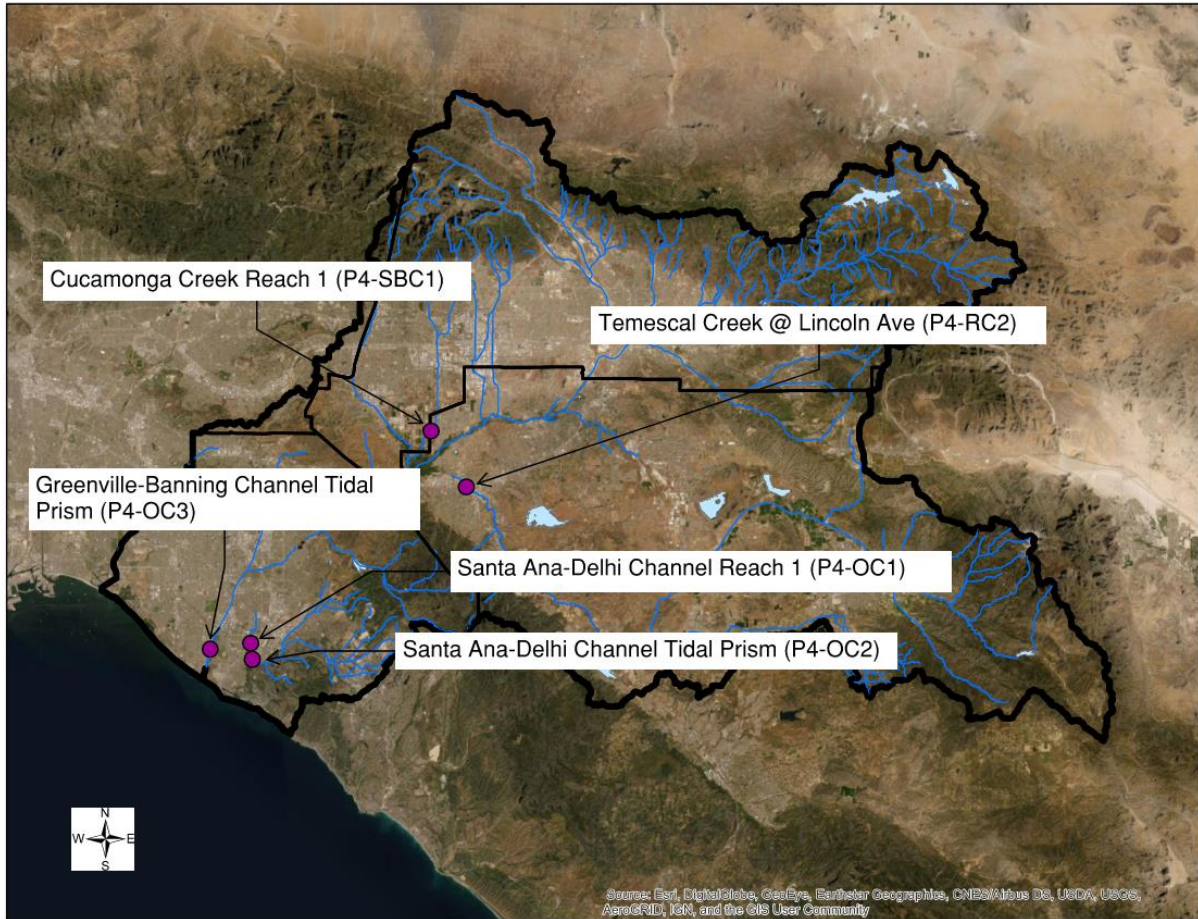 Cucamonga Creek Reach 1 (P4-SBC1)
Temescal Creek @ Lincoln Ave (P4-RC2)
Greenville-Banning Channel Tidal
Prism (P4-OC3)
Santa Ana-Delhi Channel Reach 1 (P4-OC1)
Santa Ana-Delhi Channel Tidal Prism (P4-OC2)
N
W
E
S
Source: Esri, DigitalGlobe, GeoEye, Earthstar Geographics, CNES/Airbus DS, USDA, USGS,
AeroGRID, IGN, and the GIS User Community